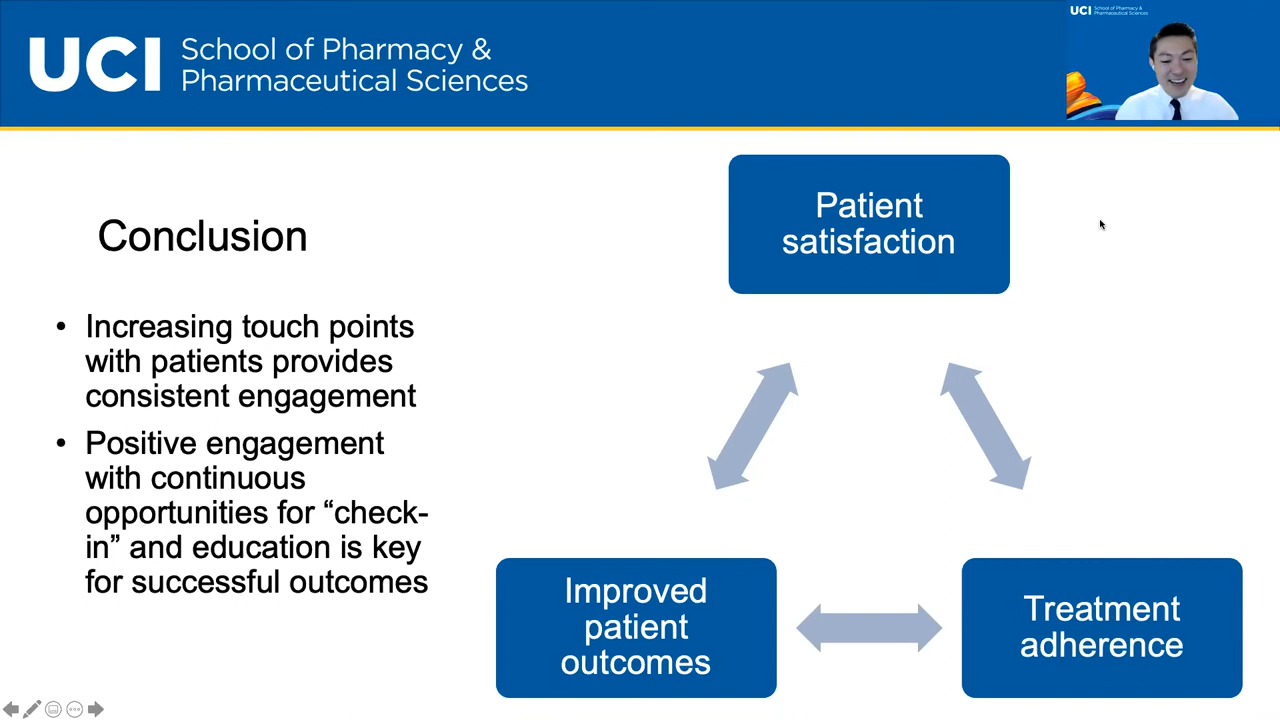 UCI
School of Pharmacy &
Pharmaceutical Sciences
UCI
School of Pharmacy &
Pharmaceutical Sciences
Conclusion
• Increasing touch points
with patients provides
consistent engagement
• Positive engagement
with continuous
opportunities for “check-
in” and education is key
for successful outcomes
Patient
satisfaction
Improved
patient
outcomes
Treatment
adherence